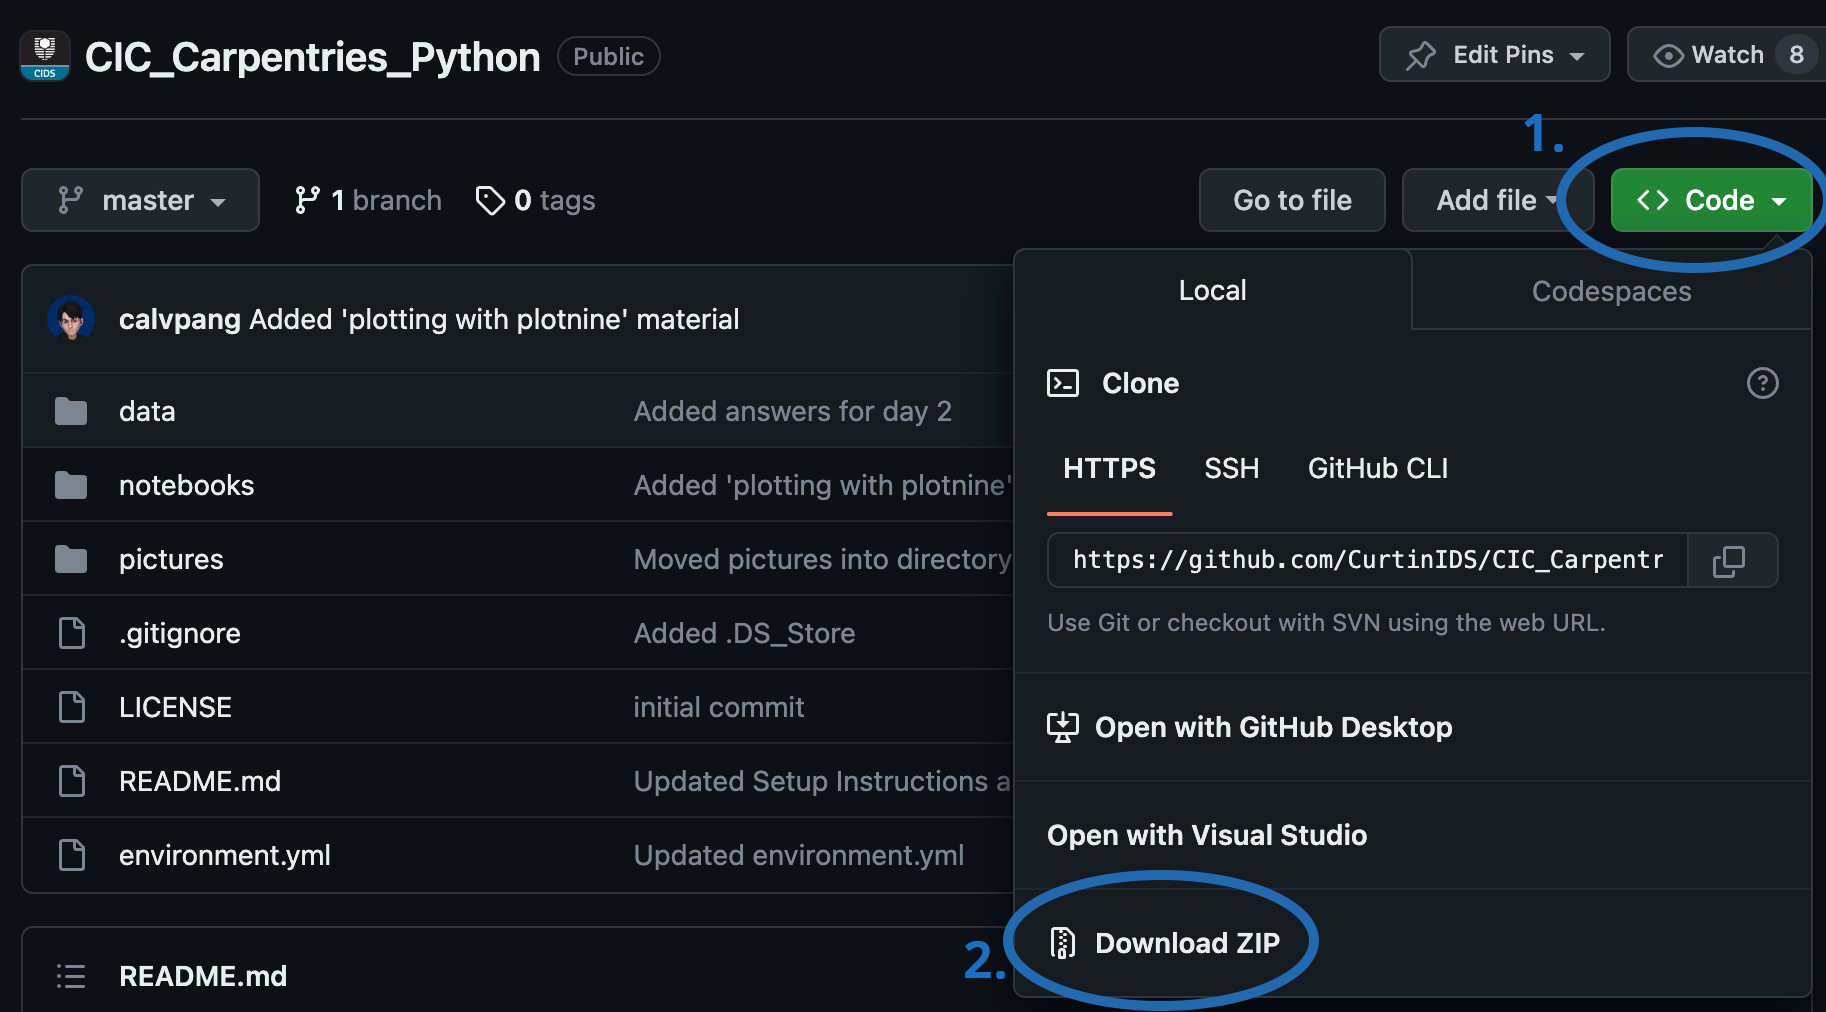 CIDS
CIC_Carpentries_Python Public
Edit Pins
Watch 8
1.
master
1 branch
0 tags
Go to file
Add file
<> Code
calvpang Added 'plotting with plotnine' material
data Added answers for day 2
notebooks Added 'plotting with plotnine'
pictures Moved pictures into directory
.gitignore Added .DS_Store
LICENSE initial commit
README.md Updated Setup Instructions a
environment.yml Updated environment.yml
README.md
Local
Codespaces
Clone
?
HTTPS SSH GitHub CLI
https://github.com/CurtinIDS/CIC_Carpentr
Use Git or checkout with SVN using the web URL.
Open with GitHub Desktop
Open with Visual Studio
2.
Download ZIP